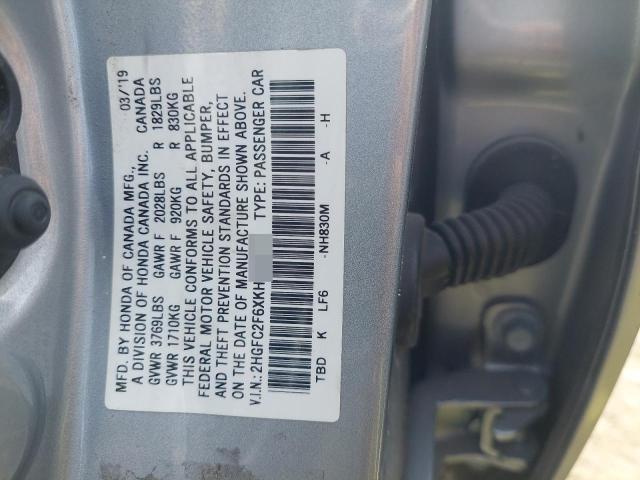 MFD. BY HONDA OF CANADA MFG., 03/'19
A DIVISION OF HONDA CANADA INC. CANADA
GVWR 3769LBS GAWR F 2028LBS R 1829LBS
GVWR 1710KG GAWR F 920KG R 830KG
THIS VEHICLE CONFORMS TO ALL APPLICABLE
FEDERAL MOTOR VEHICLE SAFETY, BUMPER,
AND THEFT PREVENTION STANDARDS IN EFFECT
ON THE DATE OF MANUFACTURE SHOWN ABOVE.
V.I.N.: 2HGFC2F6XKH TYPE: PASSENGER CAR
TBD K LF6 -NH830M -A -H